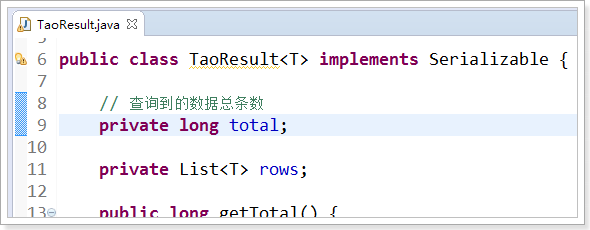 TaoResult.java
5
6 public class TaoResult<T> implements Serializable {
7
8 // 查询到的数据总条数
9 private long total;
10
11 private List<T> rows;
12
13 public long getTotal() {